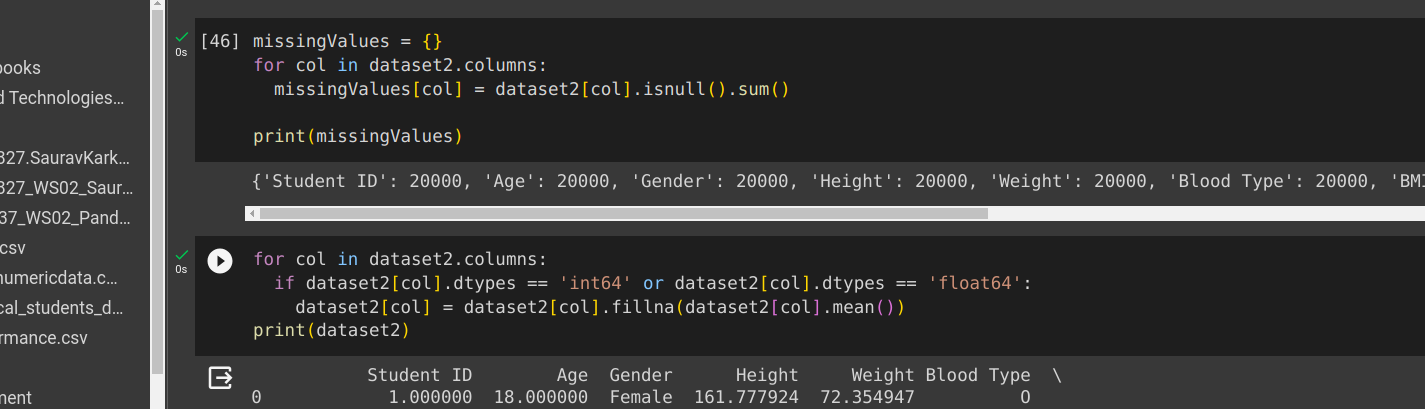 books
d Technologies...
327.SauravKark...
327_WS02_Saur...
37_WS02_Pand...
csv
numericdata.c...
cal_students_d...
rmance.csv
ment
0s
[46] missingValues = {}
for col in dataset2.columns:
missingValues[col] = dataset2[col].isnull().sum()
print(missingValues)
{'Student ID': 20000, 'Age': 20000, 'Gender': 20000, 'Height': 20000, 'Weight': 20000, 'Blood Type': 20000, 'BMI
0s
for col in dataset2.columns:
if dataset2[col].dtypes == 'int64' or dataset2[col].dtypes == 'float64':
dataset2[col] = dataset2[col].fillna(dataset2[col].mean())
print(dataset2)
Student ID Age Gender Height Weight Blood Type \
0 1.000000 18.000000 Female 161.777924 72.354947 O